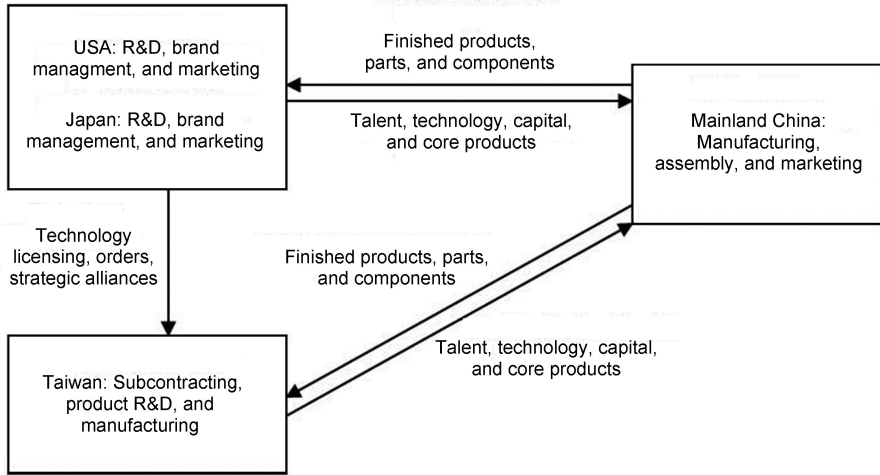 USA: R&D, brand
managment, and marketing
Japan: R&D, brand
management, and marketing
Finished products,
parts, and components
Talent, technology, capital,
and core products
Mainland China:
Manufacturing,
assembly, and marketing
Technology
licensing, orders,
strategic alliances
Finished products, parts,
and components
Talent, technology, capital,
and core products
Taiwan: Subcontracting,
product R&D, and
manufacturing